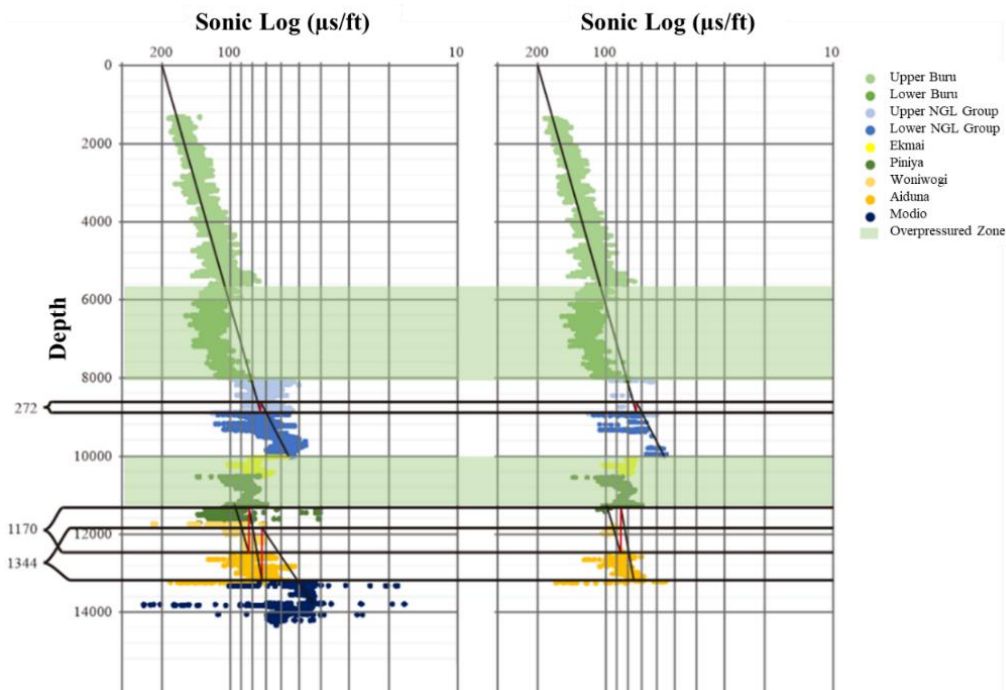 Sonic Log (µs/ft) Sonic Log (µs/ft)
200 100 10 200 100 10
0
2000
4000
6000
8000
10000
12000
14000
Depth
272
1170
1344
Upper Buru
Lower Buru
Upper NGL Group
Lower NGL Group
Ekmai
Piniya
Woniwogi
Aiduna
Modio
Overpressured Zone